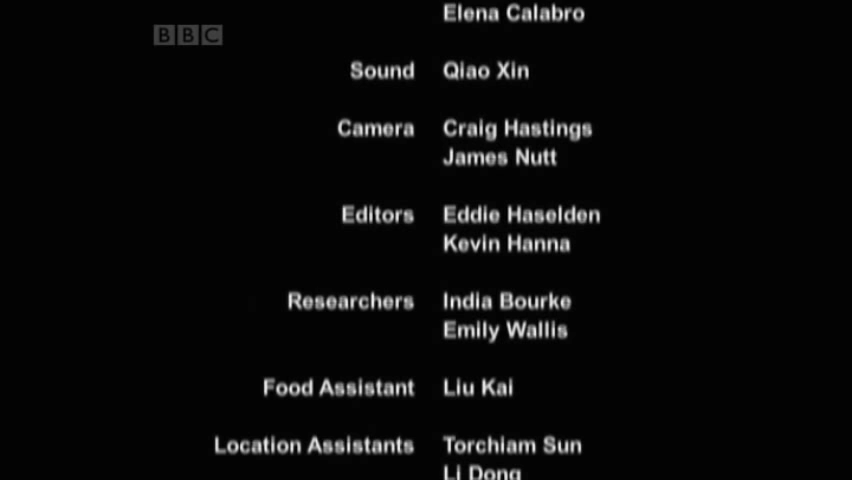 Elena Calabro
BBC
Sound Qiao Xin
Camera Craig Hastings
James Nutt
Editors Eddie Haselden
Kevin Hanna
Researchers India Bourke
Emily Wallis
Food Assistant Liu Kai
Location Assistants Torchiam Sun
Li Dong